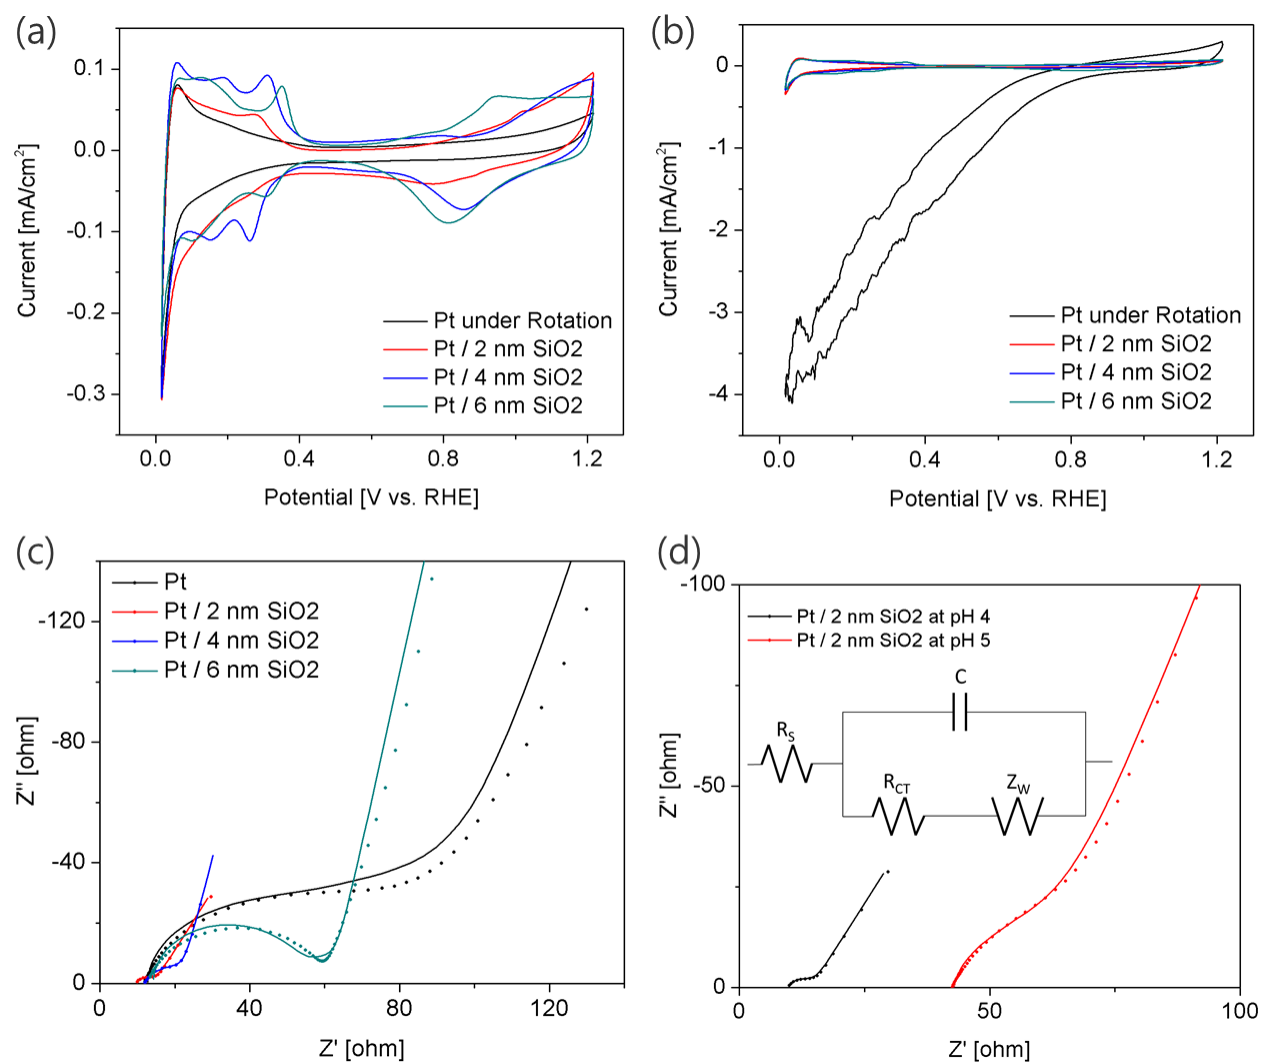 (a)
0.1
0.0
-0.1
-0.2
-0.3
Current [mA/cm²]
Pt under Rotation
Pt / 2 nm SiO2
Pt / 4 nm SiO2
Pt / 6 nm SiO2
0.0 0.4 0.8 1.2
Potential [V vs. RHE]
(b)
0
-1
-2
-3
-4
Current [mA/cm²]
Pt under Rotation
Pt / 2 nm SiO2
Pt / 4 nm SiO2
Pt / 6 nm SiO2
0.0 0.4 0.8 1.2
Potential [V vs. RHE]
(c)
Pt
Pt / 2 nm SiO2
Pt / 4 nm SiO2
Pt / 6 nm SiO2
-120
-80
-40
0
Z'' [ohm]
0 40 80 120
Z' [ohm]
(d)
-100
-50
0
Z'' [ohm]
Pt / 2 nm SiO2 at pH 4
Pt / 2 nm SiO2 at pH 5
C
R_S
R_CT Z_W
0 50 100
Z' [ohm]